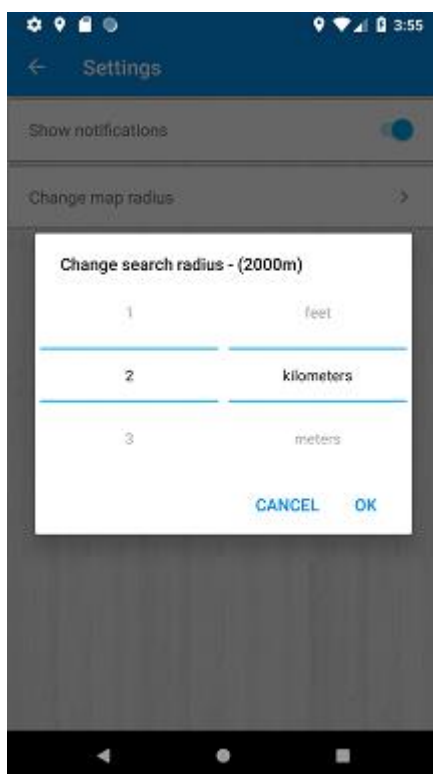 3:55
Settings
Show notifications
Change map radius
Change search radius - (2000m)
1 feet
2 kilometers
3 meters
CANCEL OK